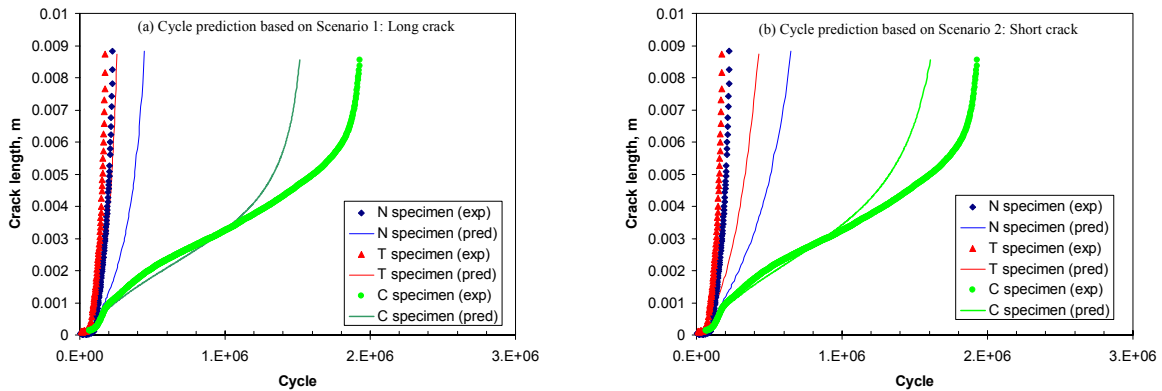 (a) Cycle prediction based on Scenario 1: Long crack
0.01
0.009
0.008
0.007
0.006
0.005
0.004
0.003
0.002
0.001
0
Crack length, m
N specimen (exp)
N specimen (pred)
T specimen (exp)
T specimen (pred)
C specimen (exp)
C specimen (pred)
0.E+00 1.E+06 2.E+06 3.E+06
Cycle
(b) Cycle prediction based on Scenario 2: Short crack
0.01
0.009
0.008
0.007
0.006
0.005
0.004
0.003
0.002
0.001
0
Crack length, m
N specimen (exp)
N specimen (pred)
T specimen (exp)
T specimen (pred)
C specimen (exp)
C specimen (pred)
0.E+00 1.E+06 2.E+06 3.E+06
Cycle